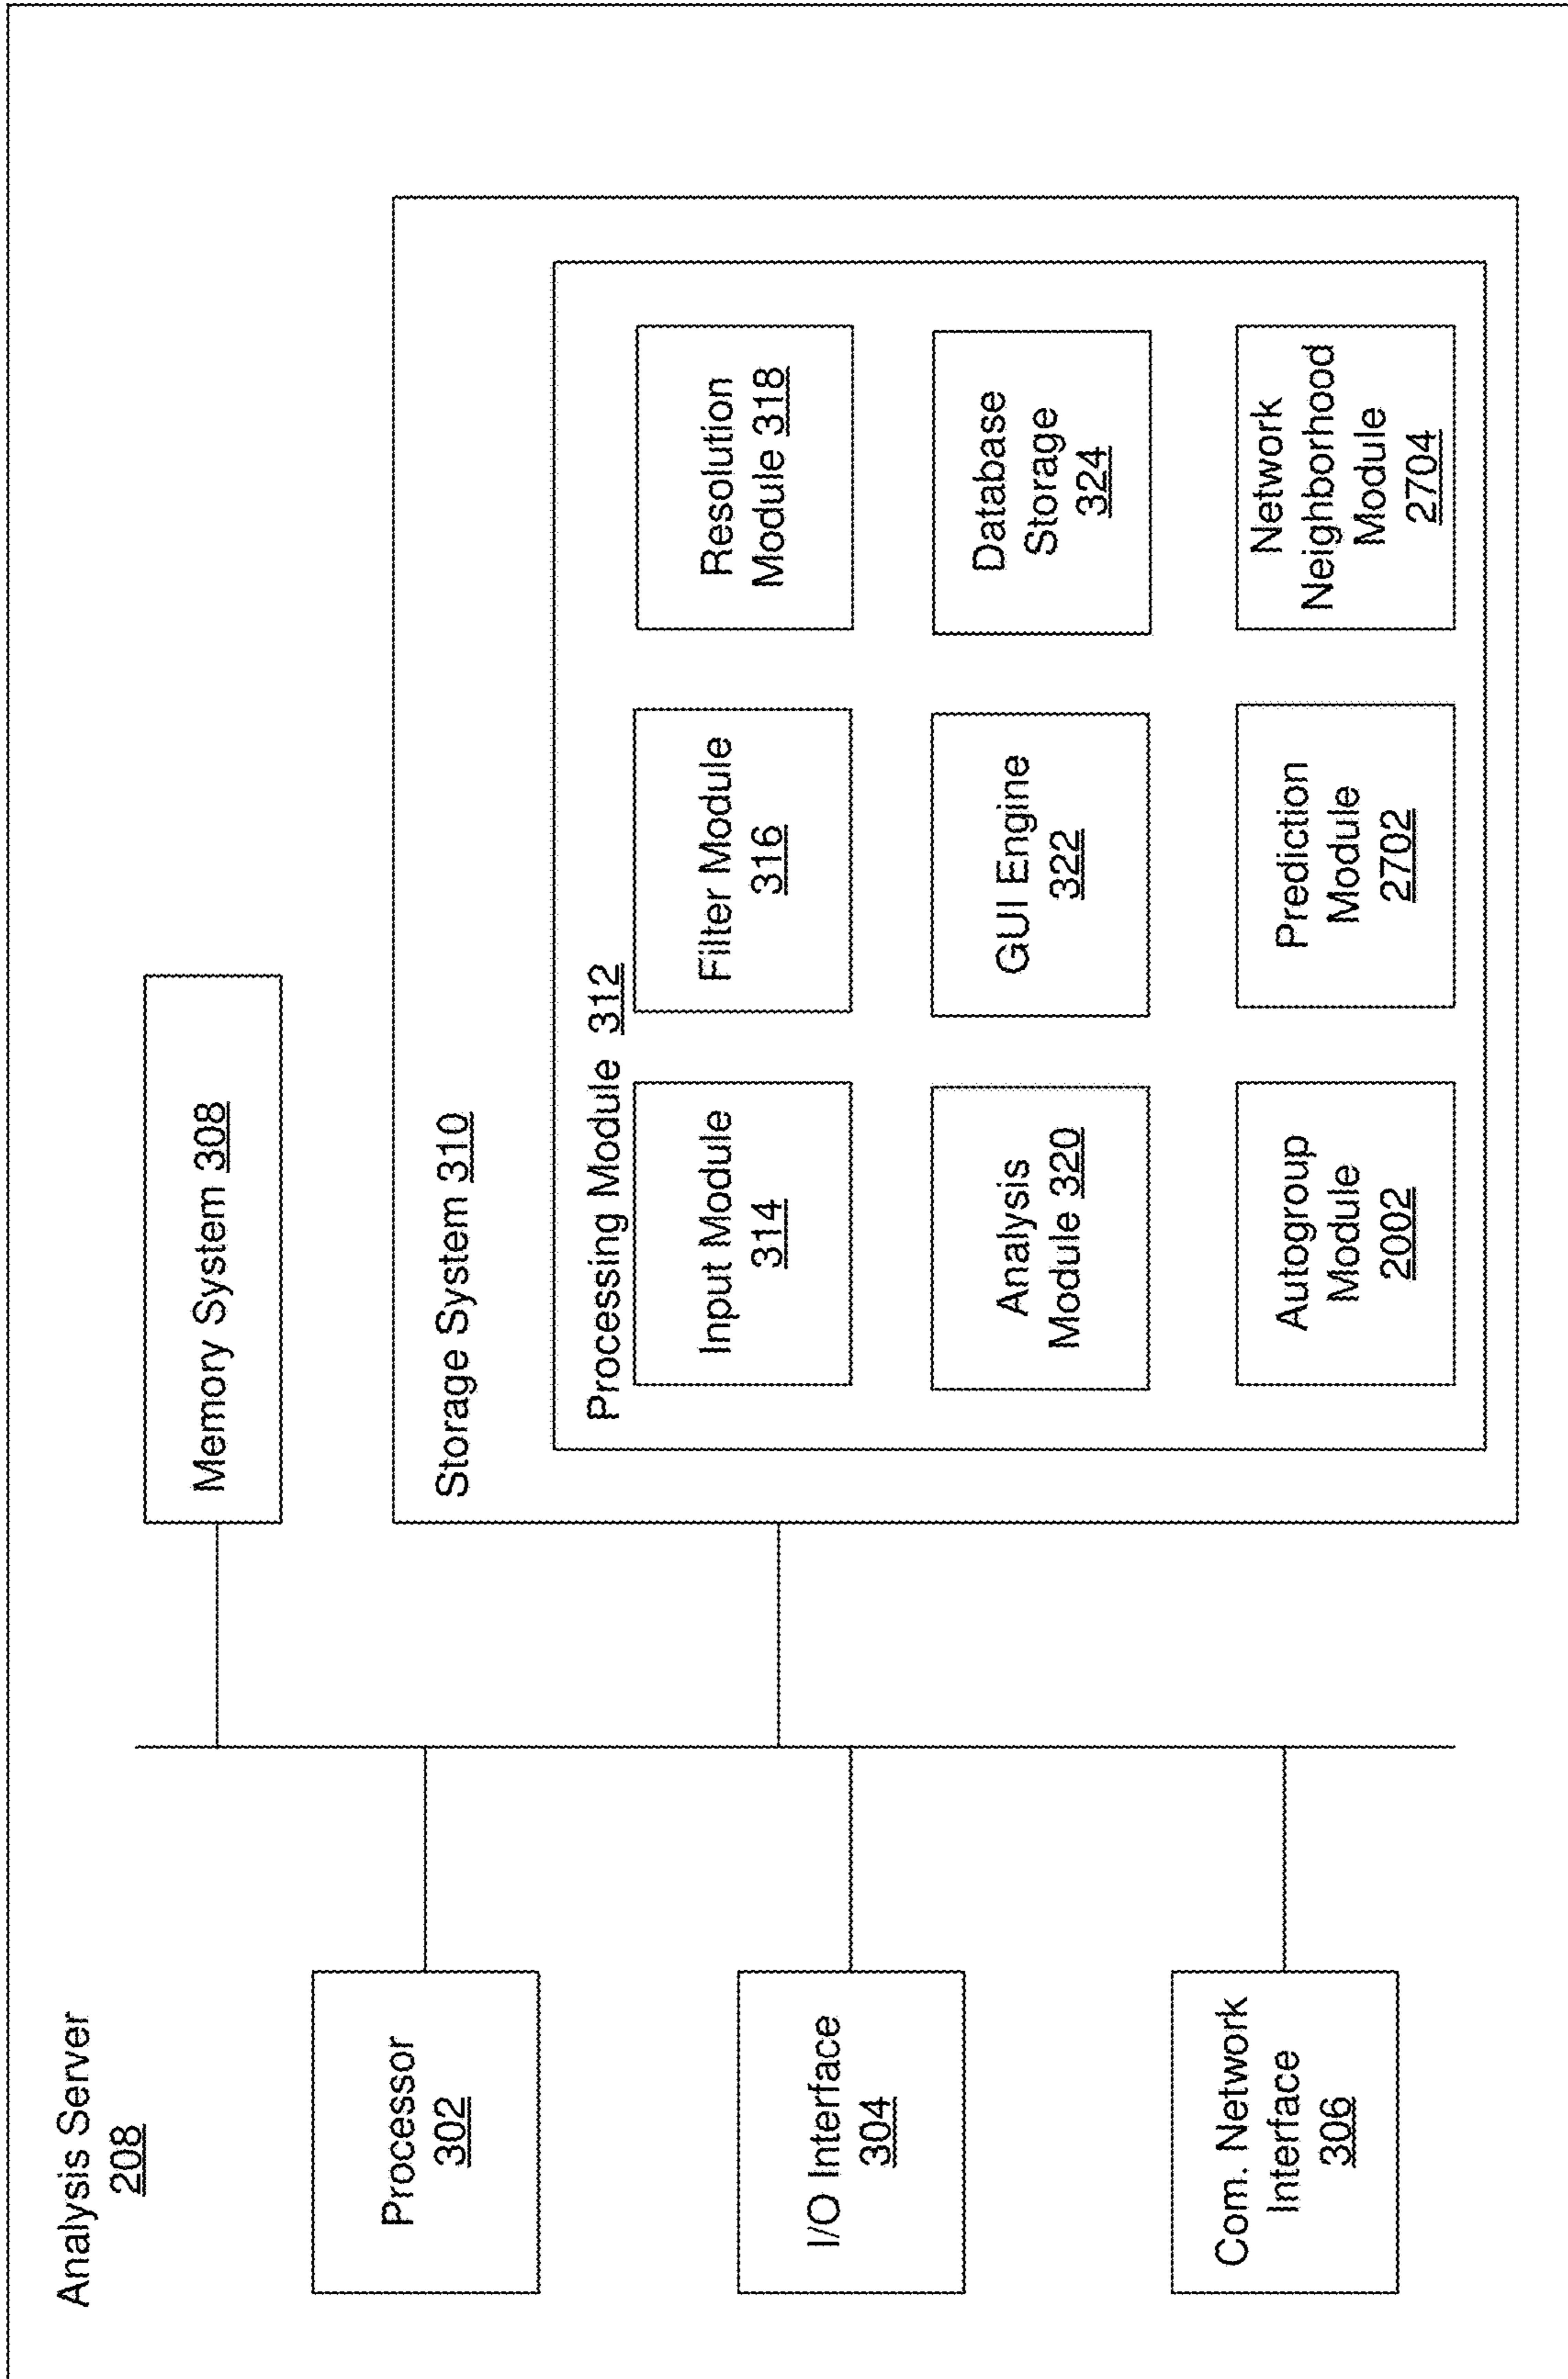 Analysis Server
208
Processor
302
I/O Interface
304
Com. Network
Interface
306
Memory System 308
Storage System 310
Processing Module 312
Input Module
314
Filter Module
316
Resolution
Module 318
Analysis
Module 320
GUI Engine
322
Database
Storage
324
Autogroup
Module
2002
Prediction
Module
2702
Network
Neighborhood
Module
2704